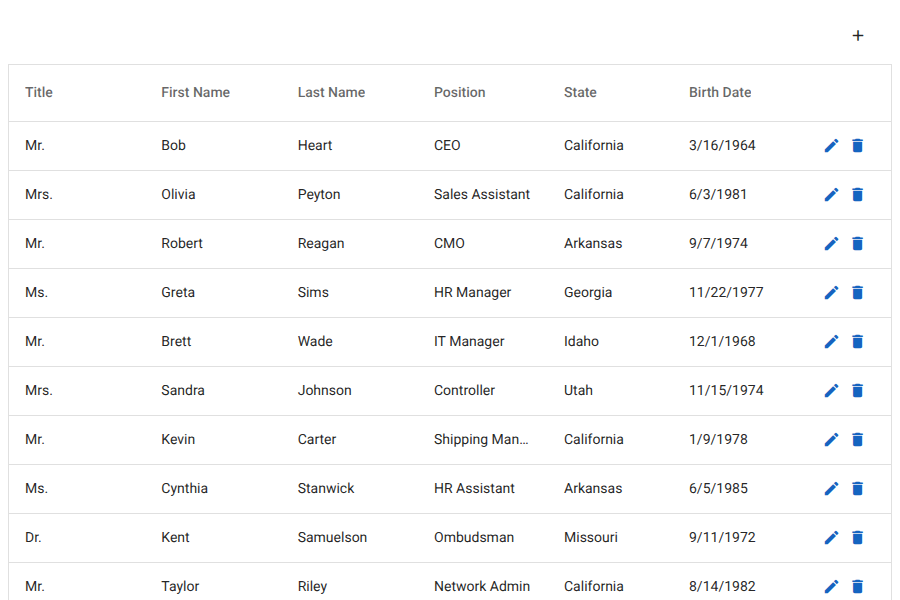 Title First Name Last Name Position State Birth Date
Mr. Bob Heart CEO California 3/16/1964
Mrs. Olivia Peyton Sales Assistant California 6/3/1981
Mr. Robert Reagan CMO Arkansas 9/7/1974
Ms. Greta Sims HR Manager Georgia 11/22/1977
Mr. Brett Wade IT Manager Idaho 12/1/1968
Mrs. Sandra Johnson Controller Utah 11/15/1974
Mr. Kevin Carter Shipping Man... California 1/9/1978
Ms. Cynthia Stanwick HR Assistant Arkansas 6/5/1985
Dr. Kent Samuelson Ombudsman Missouri 9/11/1972
Mr. Taylor Riley Network Admin California 8/14/1982